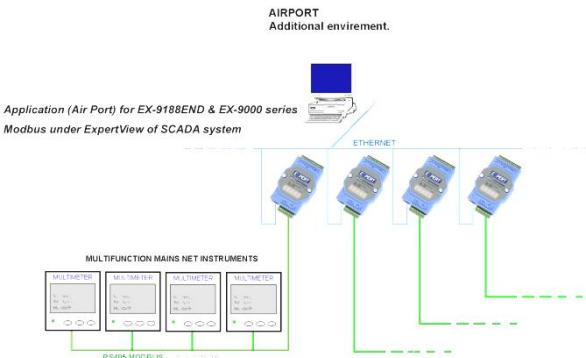 AIRPORT
Additional envirement.
Application (Air Port) for EX-9188END & EX-9000 series
Modbus under ExpertView of SCADA system
ETHERNET
MULTIFUNCTION MAINS NET INSTRUMENTS
MULTIMETER MULTIMETER MULTIMETER MULTIMETER
RS485 MODBUS